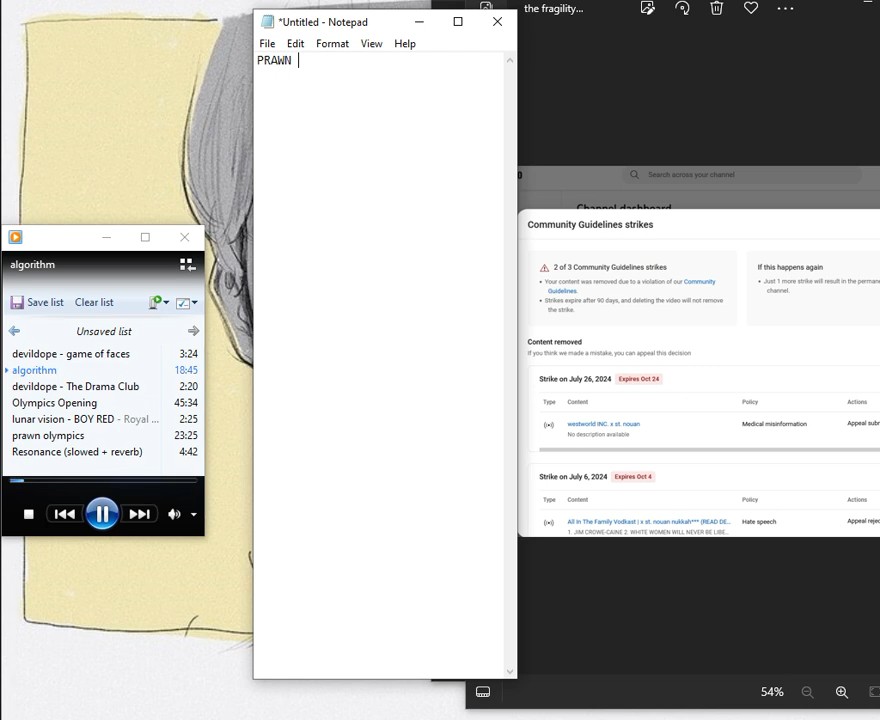 *Untitled - Notepad
File Edit Format View Help
PRAWN
algorithm
Save list Clear list
Unsaved list
devildope - game of faces 3:24
algorithm 18:45
devildope - The Drama Club 2:20
Olympics Opening 45:34
lunar vision - BOY RED - Royal ... 2:25
prawn olympics 23:25
Resonance (slowed + reverb) 4:42
the fragility...
Search across your channel
Channel dashboard
Community Guidelines strikes
2 of 3 Community Guidelines strikes
• Your content was removed due to a violation of our Community
Guidelines.
• Strikes expire after 90 days, and deleting the video will not remove
the strike.
If this happens again
• Just 1 more strike will result in the permane
channel.
Content removed
If you think we made a mistake, you can appeal this decision
Strike on July 26, 2024 Expires Oct 24
Type Content Policy Actions
westworld INC. x st. nouan Medical misinformation Appeal subr
No description available
Strike on July 6, 2024 Expires Oct 4
Type Content Policy Actions
All In The Family Vodkast | x st. nouan nukkah*** (READ DE... Hate speech Appeal rejec
1. JIM CROWE-CAINE 2. WHITE WOMEN WILL NEVER BE LIBE...
54%